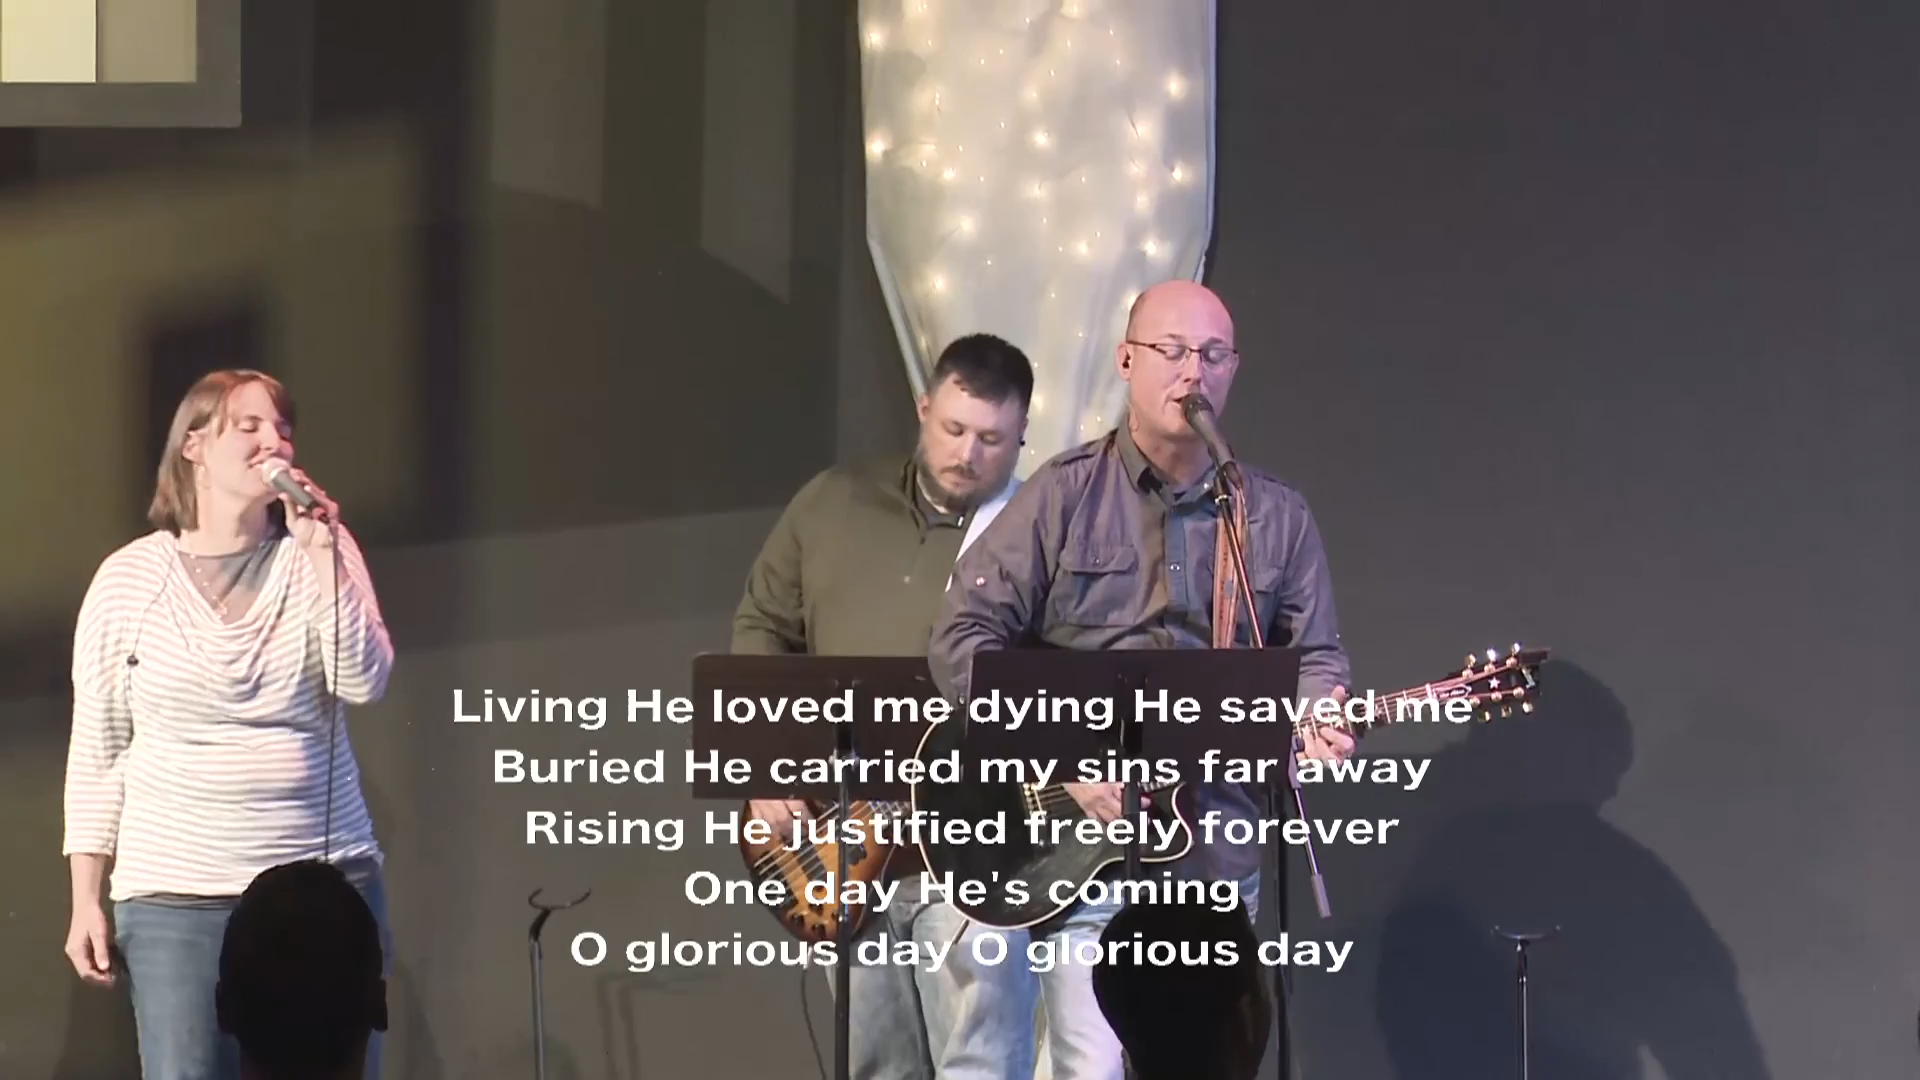 Living He loved me dying He saved me
Buried He carried my sins far away
Rising He justified freely forever
One day He's coming
O glorious day O glorious day